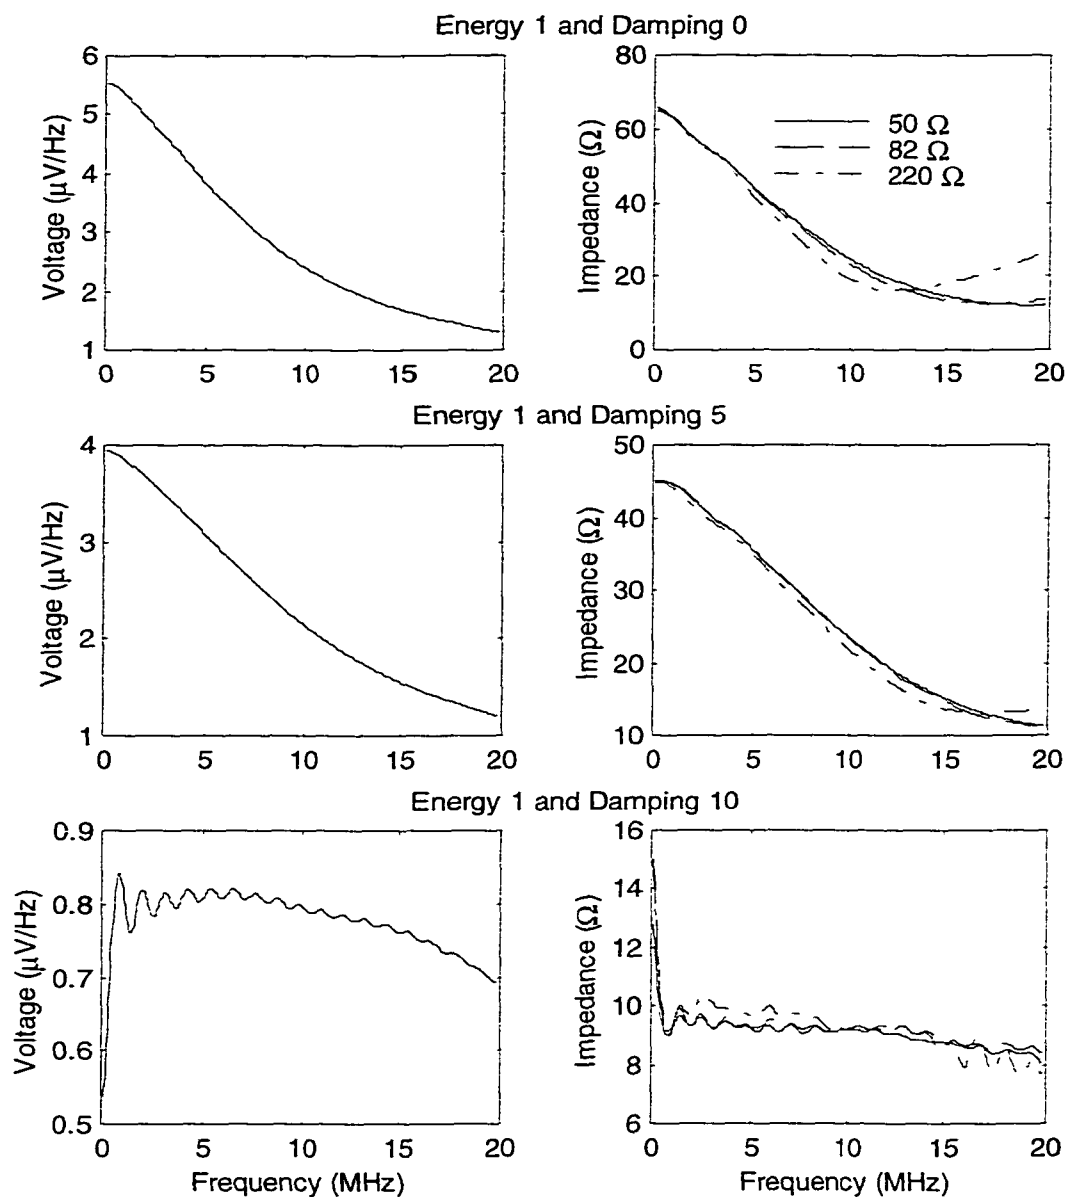 Energy 1 and Damping 0
Voltage (µV/Hz)
6
5
4
3
2
1
0 5 10 15 20
Impedance (Ω)
80
60
40
20
0
0 5 10 15 20
50 Ω
82 Ω
220 Ω
Energy 1 and Damping 5
Voltage (µV/Hz)
4
3
2
1
0 5 10 15 20
Impedance (Ω)
50
40
30
20
10
0 5 10 15 20
Energy 1 and Damping 10
Voltage (µV/Hz)
0.9
0.8
0.7
0.6
0.5
0 5 10 15 20
Frequency (MHz)
Impedance (Ω)
16
14
12
10
8
6
0 5 10 15 20
Frequency (MHz)